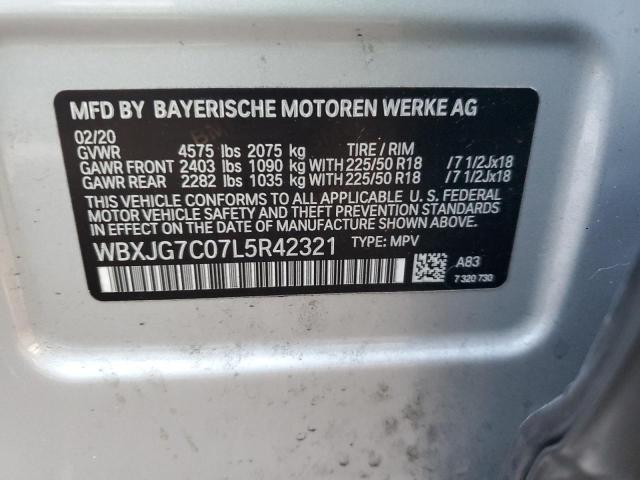 MFD BY BAYERISCHE MOTOREN WERKE AG
02/20
GVWR 4575 lbs 2075 kg TIRE / RIM
GAWR FRONT 2403 lbs 1090 kg WITH 225/50 R18 /7 1/2Jx18
GAWR REAR 2282 lbs 1035 kg WITH 225/50 R18 /7 1/2Jx18
THIS VEHICLE CONFORMS TO ALL APPLICABLE U. S. FEDERAL
MOTOR VEHICLE SAFETY, BUMPER, AND THEFT PREVENTION STANDARDS
IN EFFECT ON THE DATE OF MANUFACTURE SHOWN ABOVE.
WBXJG7C07L5R42321 TYPE: MPV
A83
7 320 730